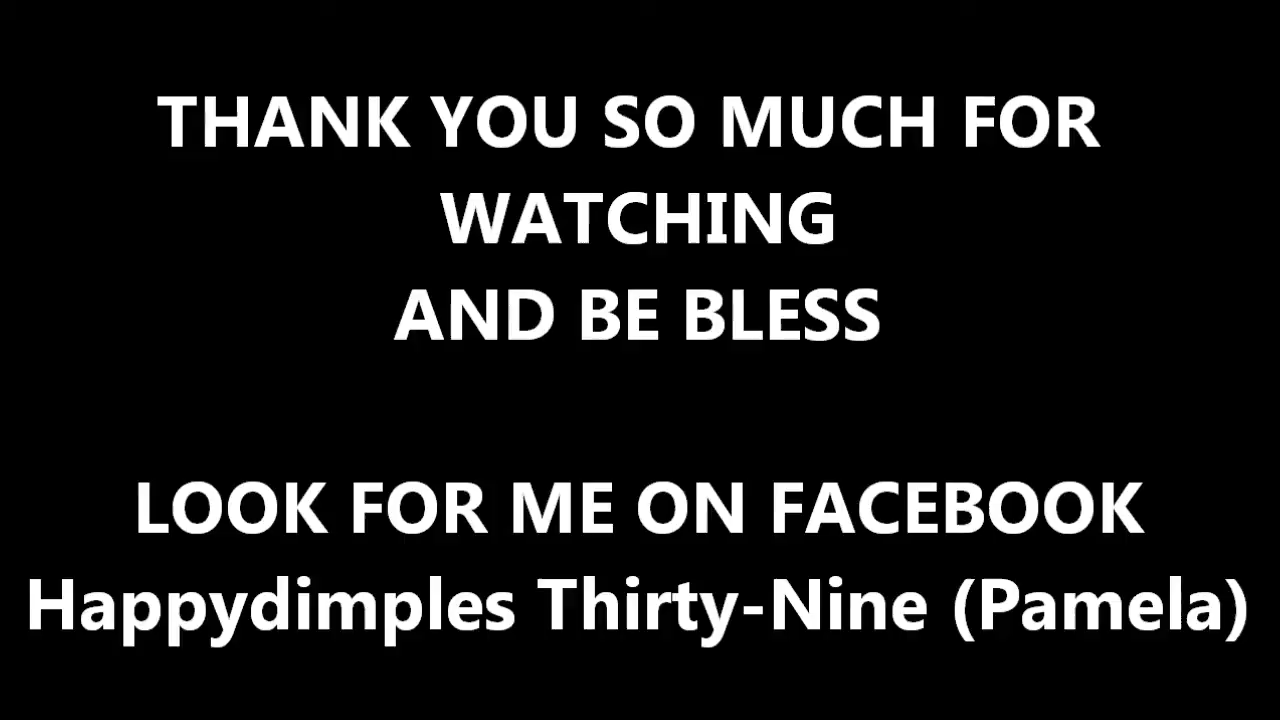 THANK YOU SO MUCH FOR
WATCHING
AND BE BLESS
LOOK FOR ME ON FACEBOOK
Happydimples Thirty-Nine (Pamela)